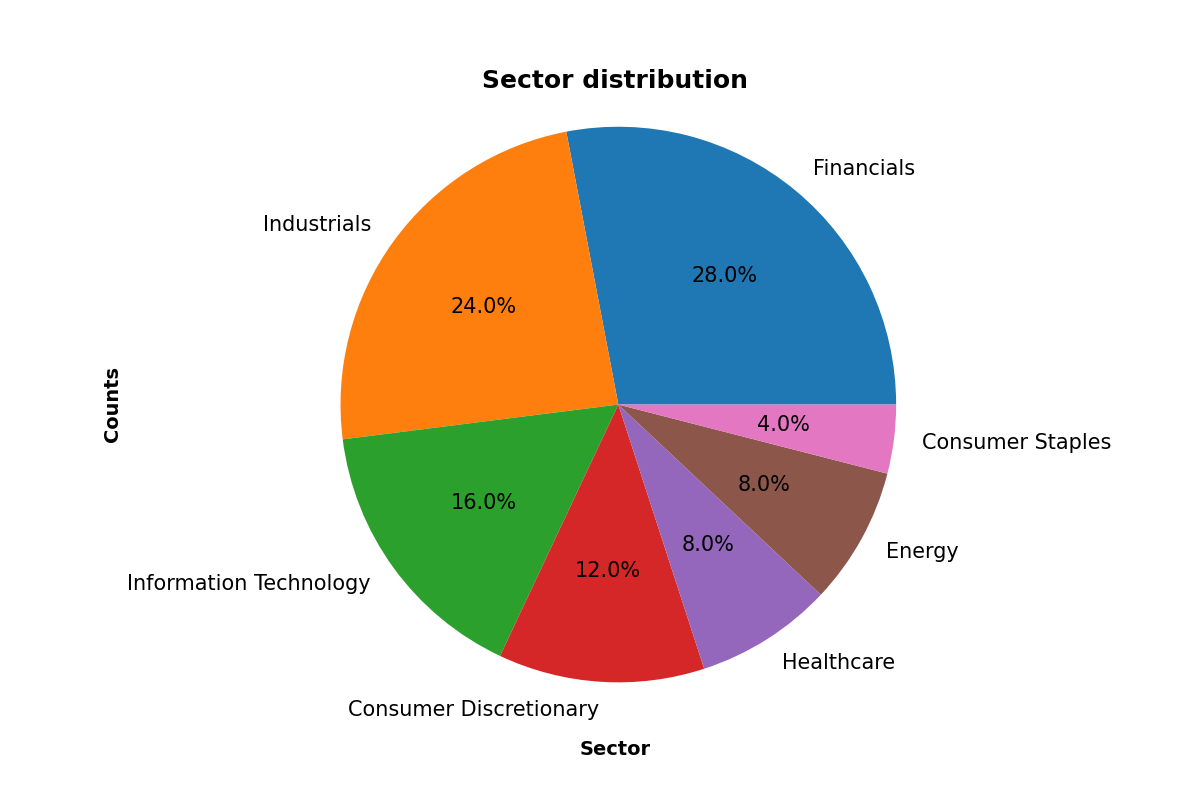 Sector distribution
Financials
Industrials
28.0%
24.0%
Counts
4.0%
Consumer Staples
8.0%
16.0%
8.0%
Energy
12.0%
Information Technology
Healthcare
Consumer Discretionary
Sector